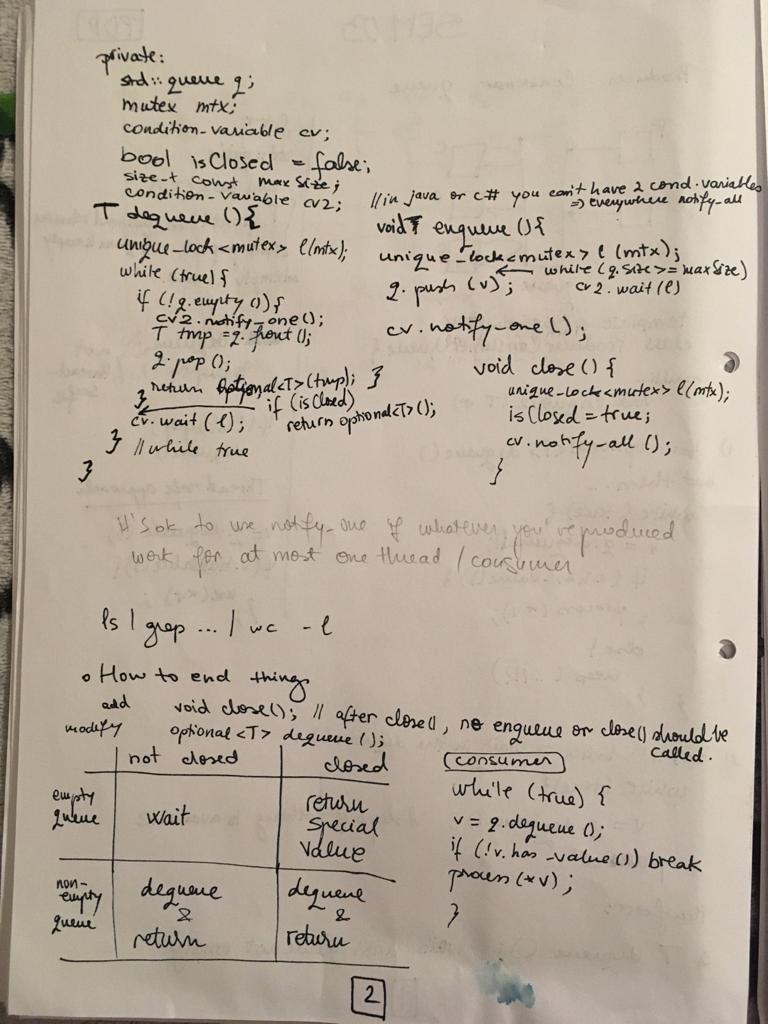 private:
std::queue q;
mutex mtx;
condition-variable cv;
bool isClosed = false;
size-t const maxSize;
condition-variable cv2;
//in java or c# you can't have 2 cond.variables
=> everywhere notify-all
T dequeue () {
unique-lock<mutex> l(mtx);
while (true) {
if (!q.empty ()) {
cv2.notify-one();
T tmp = q.front ();
q.pop ();
return optional<T>(tmp); }
}
if (isClosed)
return optional<T>();
cv.wait (l);
} //while true
}
void enqueue () {
unique-lock<mutex> l (mtx);
← while (q.size >= maxSize)
cv2.wait (l)
q.push (v);
cv.notify-one ();
void close () {
unique-lock<mutex> l(mtx);
isClosed = true;
cv.notify-all ();
}
It's ok to use notify-one if whatever you've produced
work for at most one thread / consumer
ls | grep ... | wc -l
• How to end things
add void close(); // after close(), no enqueue or close() should be
called.
modify optional<T> dequeue ();
not closed closed
empty queue wait return special value
non-empty queue dequeue & return dequeue & return
consumer
while (true) {
v = q.dequeue ();
if (!v.has-value()) break
process (*v);
}
2